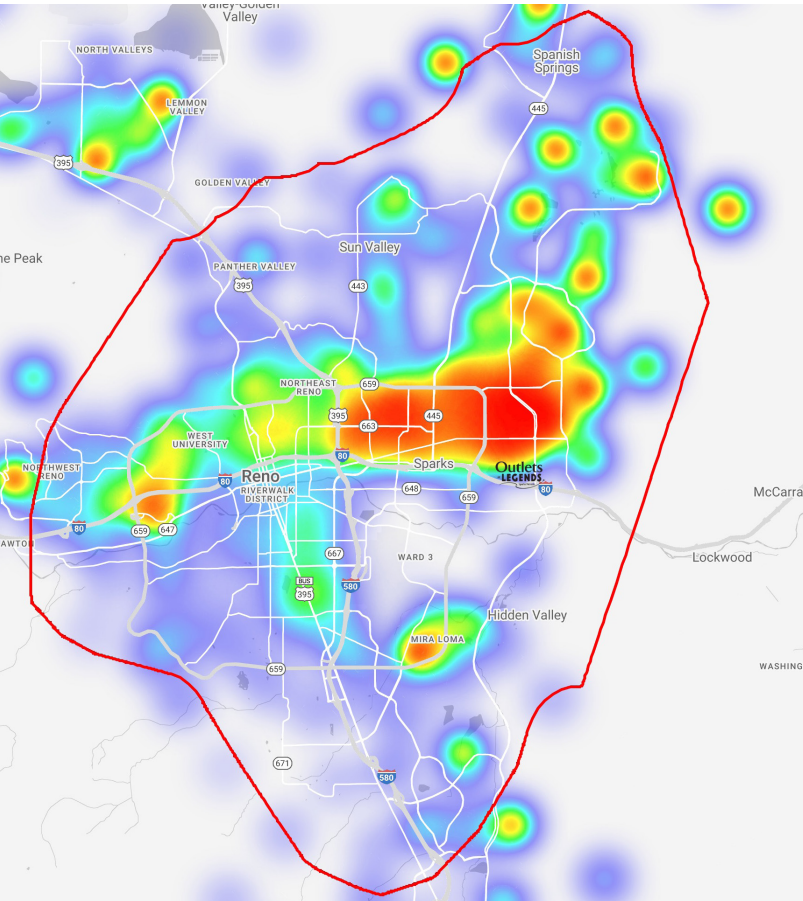 Valley-Golden
Valley
NORTH VALLEYS
Spanish
Springs
LEMMON
VALLEY
445
395
GOLDEN VALLEY
Sun Valley
ne Peak
PANTHER VALLEY
395
443
NORTHEAST
RENO
659
395
445
663
WEST
UNIVERSITY
80
Sparks
Outlets
LEGENDS
NORTHWEST
RENO
Reno
80
RIVERWALK
DISTRICT
648
659
80
McCarra
80
659
647
AWTON
667
WARD 3
Lockwood
BUS
395
580
Hidden Valley
MIRA LOMA
659
WASHING
671
580